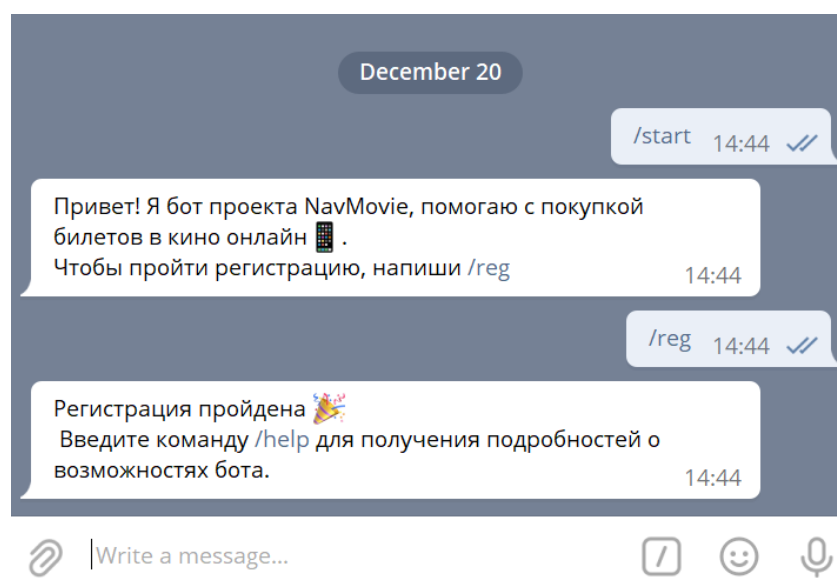 December 20
/start 14:44
Привет! Я бот проекта NavMovie, помогаю с покупкой
билетов в кино онлайн📱.
Чтобы пройти регистрацию, напиши /reg 14:44
/reg 14:44
Регистрация пройдена🎉
Введите команду /help для получения подробностей о
возможностях бота. 14:44
Write a message...